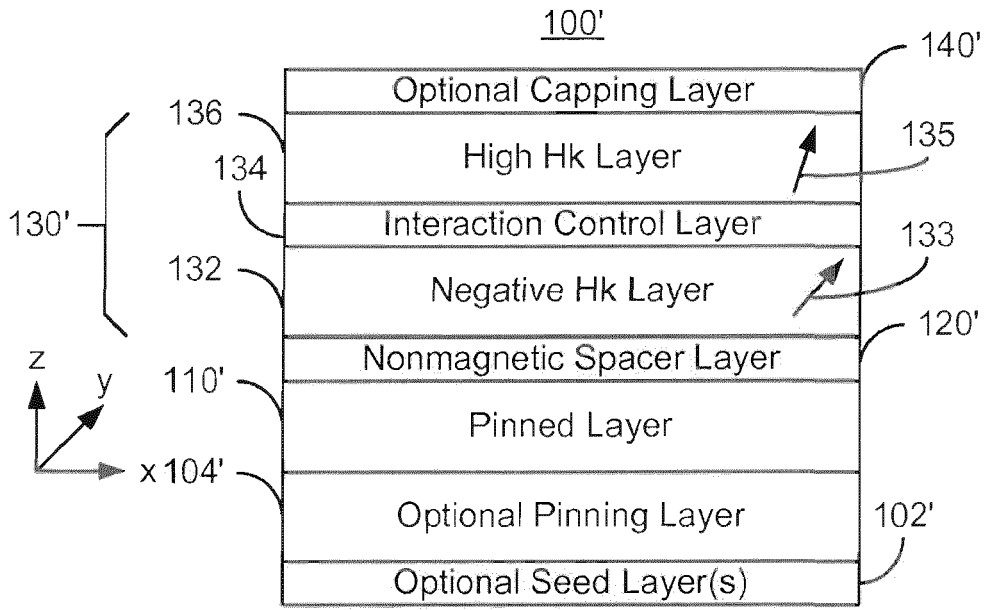 100'
140'
Optional Capping Layer
136
High Hk Layer
135
134
130'
Interaction Control Layer
133
132
Negative Hk Layer
120'
Nonmagnetic Spacer Layer
z
y
110'
Pinned Layer
x
104'
Optional Pinning Layer
102'
Optional Seed Layer(s)